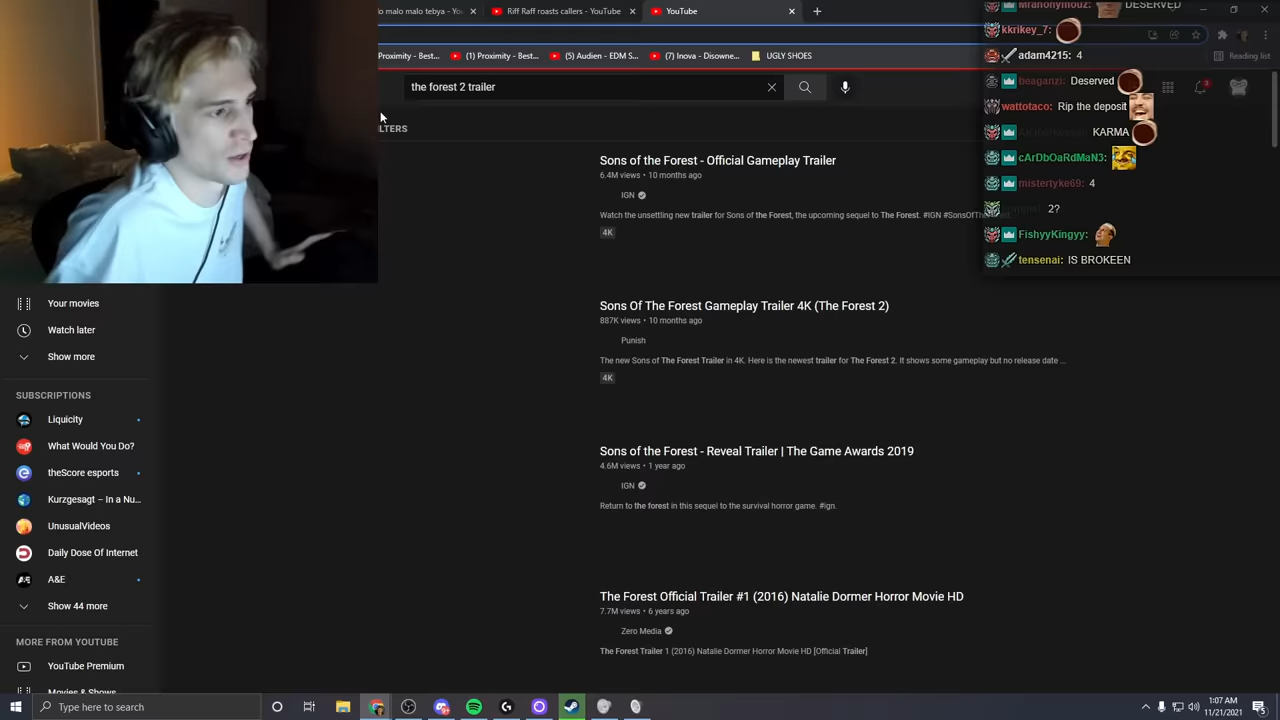 lo malo malo tebya - Yo
Riff Raff roasts callers - YouTube
YouTube
Proximity - Best...
(1) Proximity - Best...
(5) Audien - EDM S...
(7) Inova - Disowne...
UGLY SHOES
Reading list
the forest 2 trailer
3
LTERS
Sons of the Forest - Official Gameplay Trailer
6.4M views • 10 months ago
IGN
Watch the unsettling new trailer for Sons of the Forest, the upcoming sequel to The Forest. #IGN #SonsOfTheForest
4K
Sons Of The Forest Gameplay Trailer 4K (The Forest 2)
887K views • 10 months ago
Punish
The new Sons of The Forest Trailer in 4K. Here is the newest trailer for The Forest 2. It shows some gameplay but no release date ...
4K
Sons of the Forest - Reveal Trailer | The Game Awards 2019
4.6M views • 1 year ago
IGN
Return to the forest in this sequel to the survival horror game. #ign.
The Forest Official Trailer #1 (2016) Natalie Dormer Horror Movie HD
7.7M views • 6 years ago
Zero Media
The Forest Trailer 1 (2016) Natalie Dormer Horror Movie HD [Official Trailer]
MrAnonym02: DESERVED
kkrikey_7:
adam4215: 4
beaganzi: Deserved
wattotaco: Rip the deposit
KARMA
cArDbOaRdMaN3:
mistertyke69: 4
2?
FishyyKingyy:
tensenai: IS BROKEEN
Your movies
Watch later
Show more
SUBSCRIPTIONS
Liquicity
What Would You Do?
theScore esports
Kurzgesagt – In a Nu...
UnusualVideos
Daily Dose Of Internet
A&E
Show 44 more
MORE FROM YOUTUBE
YouTube Premium
Movies & Shows
Type here to search
1:07 AM
11/21/2021